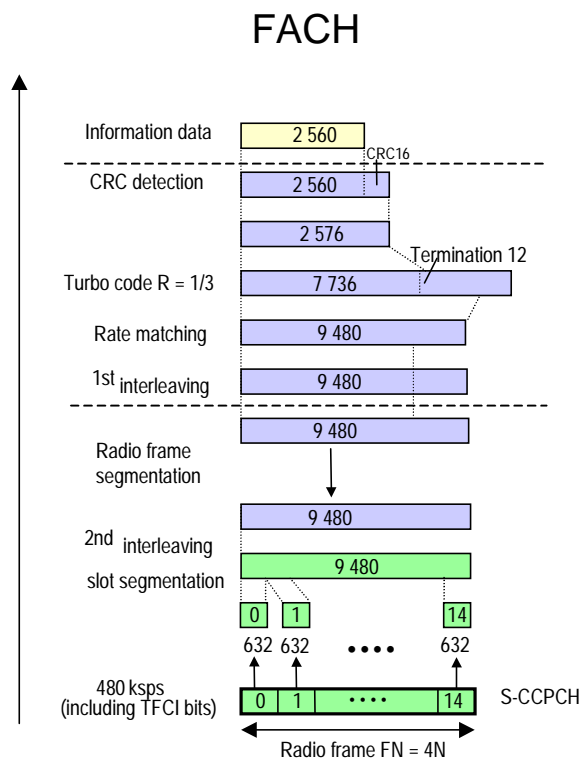 FACH
Information data
2 560
CRC16
CRC detection
2 560
2 576
Termination 12
Turbo code R = 1/3
7 736
Rate matching
9 480
1st interleaving
9 480
9 480
Radio frame
segmentation
9 480
2nd interleaving
9 480
slot segmentation
0 1 14
632 632 • • • • 632
480 ksps
(including TFCI bits)
0 1 • • • • 14
S-CCPCH
Radio frame FN = 4N